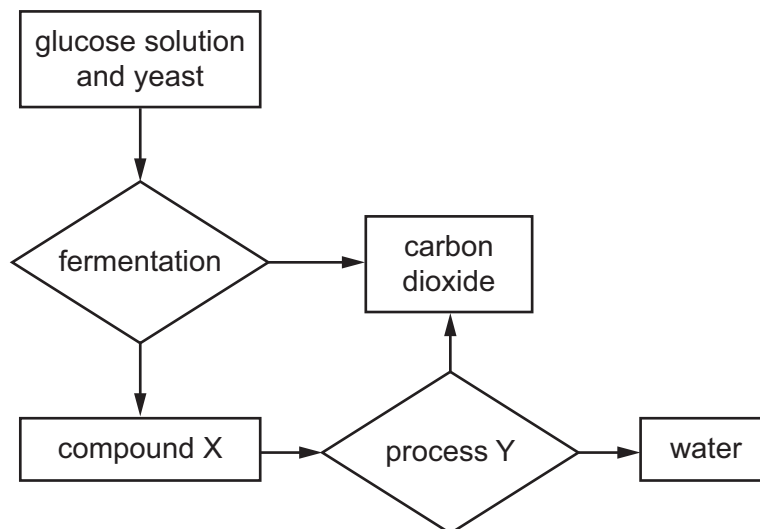 glucose solution
and yeast
fermentation
carbon
dioxide
compound X
process Y
water